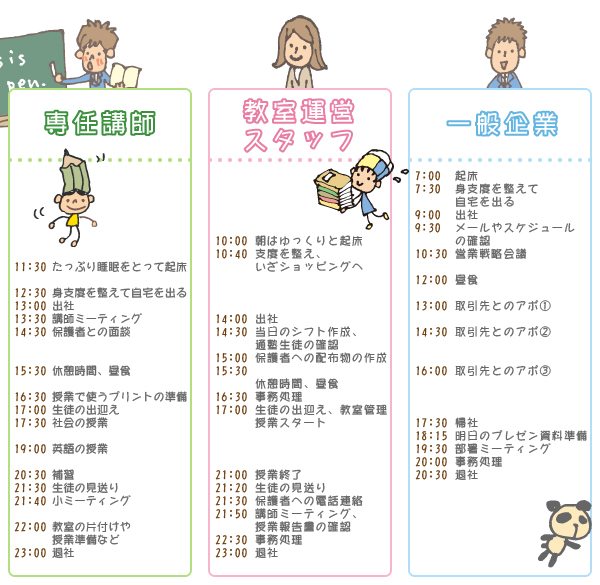 s is
pen.
専任講師
11:30 たっぷり睡眠をとって起床
12:30 身支度を整えて自宅を出る
13:00 出社
13:30 講師ミーティング
14:30 保護者との面談
15:30 休憩時間、昼食
16:30 授業で使うプリントの準備
17:00 生徒の出迎え
17:30 社会の授業
19:00 英語の授業
20:30 補習
21:30 生徒の見送り
21:40 小ミーティング
22:00 教室の片付けや
授業準備など
23:00 退社
教室運営
スタッフ
10:00 朝はゆっくりと起床
10:40 支度を整え、
いざショッピングへ
14:00 出社
14:30 当日のシフト作成、
通塾生徒の確認
15:00 保護者への配布物の作成
15:30
休憩時間、昼食
16:30 事務処理
17:00 生徒の出迎え、教室管理
授業スタート
21:00 授業終了
21:20 生徒の見送り
21:30 保護者への電話連絡
21:50 講師ミーティング、
授業報告書の確認
22:30 事務処理
23:00 退社
一般企業
7:00 起床
7:30 身支度を整えて
自宅を出る
9:00 出社
9:30 メールやスケジュール
の確認
10:30 営業戦略会議
12:00 昼食
13:00 取引先とのアポ①
14:30 取引先とのアポ②
16:00 取引先とのアポ③
17:30 帰社
18:15 明日のプレゼン資料準備
19:30 部署ミーティング
20:00 事務処理
20:30 退社